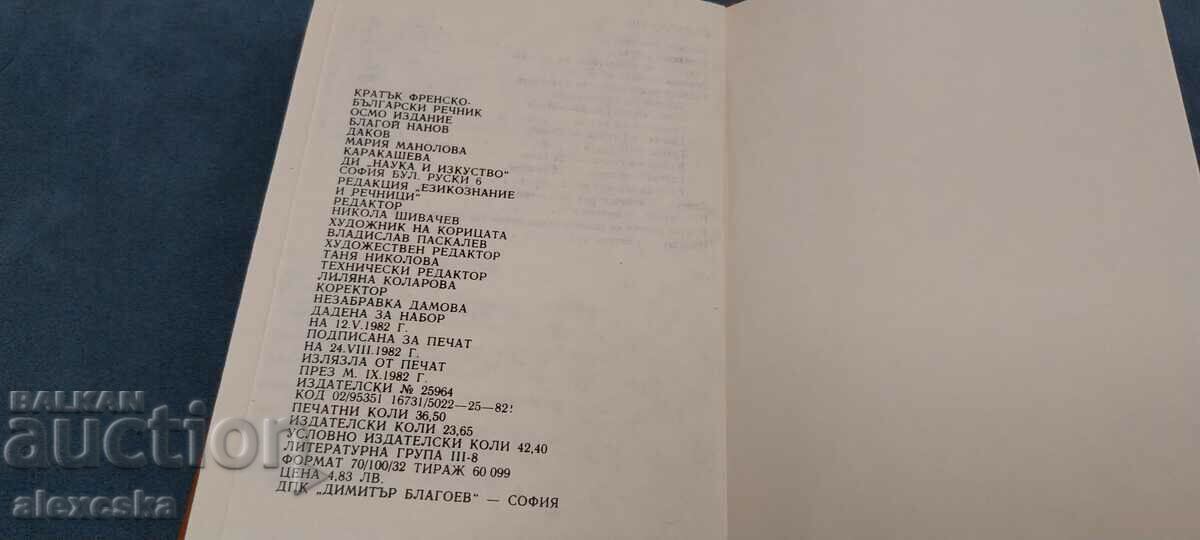 КРАТЪК ФРЕНСКО-
БЪЛГАРСКИ РЕЧНИК
ОСМО ИЗДАНИЕ
БЛАГОЙ НАНОВ
ДАКОВ
МАРИЯ МАНОЛОВА
КАРАКАШЕВА
ДИ „НАУКА И ИЗКУСТВО“
СОФИЯ БУЛ. РУСКИ 6
РЕДАКЦИЯ „ЕЗИКОЗНАНИЕ
И РЕЧНИЦИ“
РЕДАКТОР
НИКОЛА ШИВАЧЕВ
ХУДОЖНИК НА КОРИЦАТА
ВЛАДИСЛАВ ПАСКАЛЕВ
ХУДОЖЕСТВЕН РЕДАКТОР
ТАНЯ НИКОЛОВА
ТЕХНИЧЕСКИ РЕДАКТОР
ЛИЛЯНА КОЛАРОВА
КОРЕКТОР
НЕЗАБРАВКА ДАМОВА
ДАДЕНА ЗА НАБОР
НА 12.V.1982 Г.
ПОДПИСАНА ЗА ПЕЧАТ
НА 24.VIII.1982 Г.
ИЗЛЯЗЛА ОТ ПЕЧАТ
ПРЕЗ М. IX.1982 Г.
ИЗДАТЕЛСКИ № 25964
КОД 02/95351 16731/5022—25—82
ПЕЧАТНИ КОЛИ 36,50
ИЗДАТЕЛСКИ КОЛИ 23,65
УСЛОВНО ИЗДАТЕЛСКИ КОЛИ 42,40
ЛИТЕРАТУРНА ГРУПА III-8
ФОРМАТ 70/100/32 ТИРАЖ 60 099
ЦЕНА 4,83 ЛВ.
ДПК „ДИМИТЪР БЛАГОЕВ“ — СОФИЯ
BALKAN
auction
alexcska